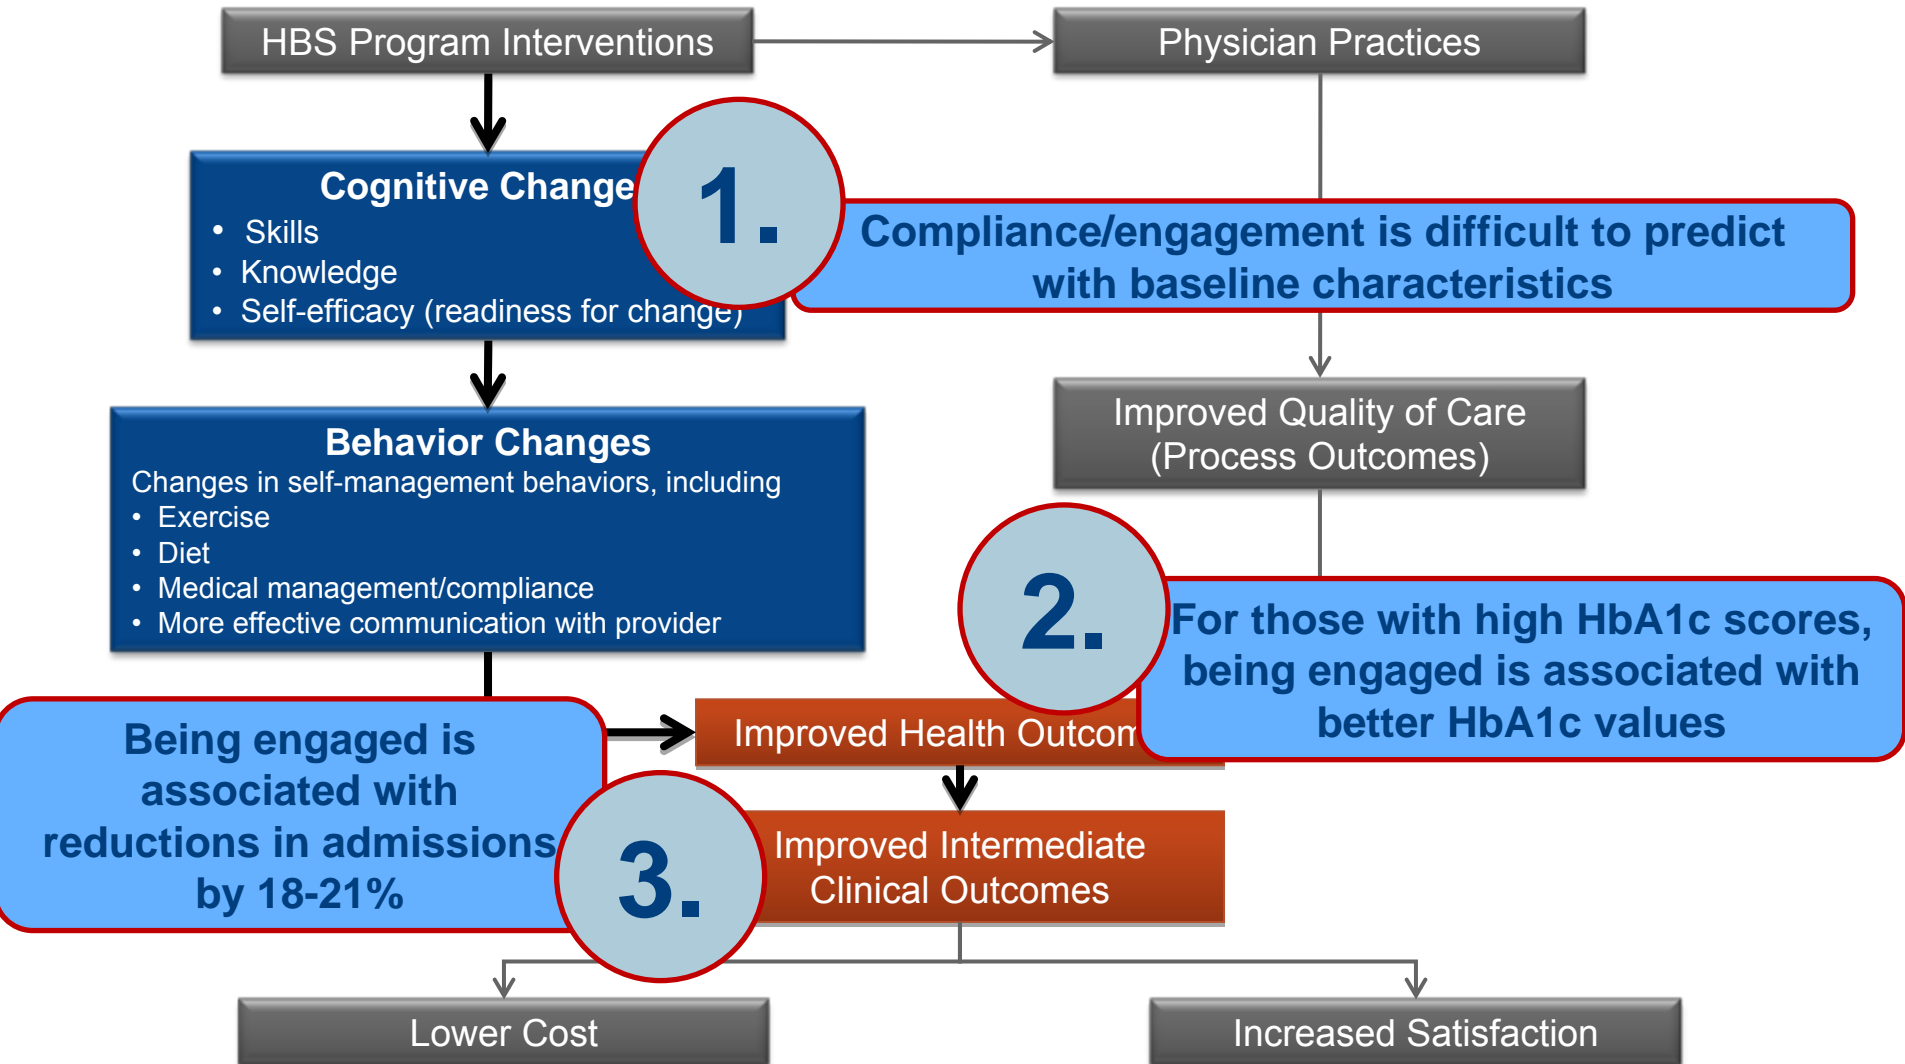 HBS Program Interventions
Physician Practices
Cognitive Change
• Skills
• Knowledge
• Self-efficacy (readiness for change)
1.
Compliance/engagement is difficult to predict
with baseline characteristics
Behavior Changes
Changes in self-management behaviors, including
• Exercise
• Diet
• Medical management/compliance
• More effective communication with provider
Improved Quality of Care
(Process Outcomes)
2.
For those with high HbA1c scores,
being engaged is associated with
better HbA1c values
Being engaged is
associated with
reductions in admissions
by 18-21%
3.
Improved Health Outcom
Improved Intermediate
Clinical Outcomes
Lower Cost
Increased Satisfaction